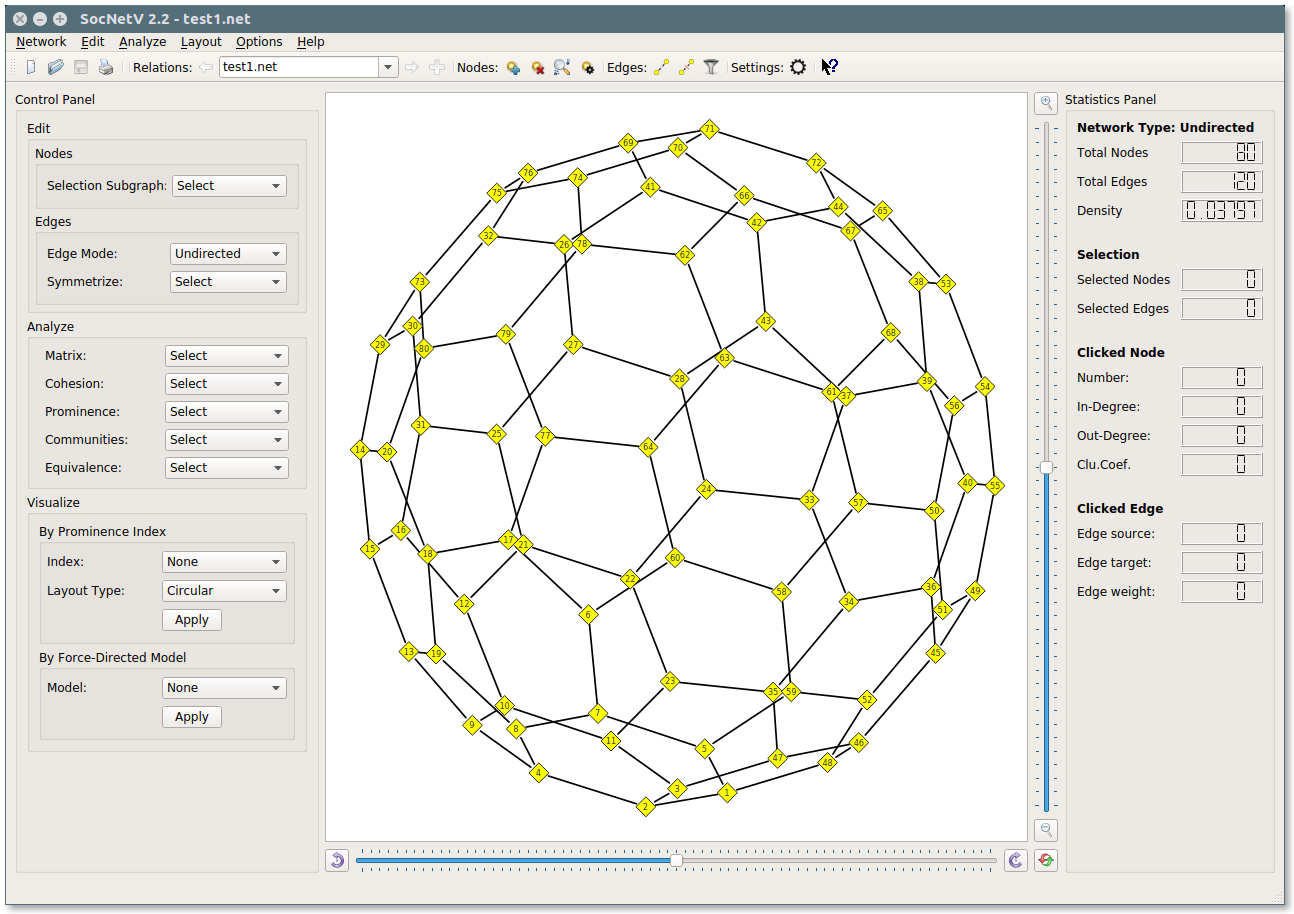 SocNetV 2.2 - test1.net
Network Edit Analyze Layout Options Help
Relations: test1.net Nodes: Edges: Settings:
Control Panel
Edit
Nodes
Selection Subgraph: Select
Edges
Edge Mode: Undirected
Symmetrize: Select
Analyze
Matrix: Select
Cohesion: Select
Prominence: Select
Communities: Select
Equivalence: Select
Visualize
By Prominence Index
Index: None
Layout Type: Circular
Apply
By Force-Directed Model
Model: None
Apply
71
69
70
72
76
74
75
41
66
44
65
42
67
32
26
78
62
73
38
53
43
30
79
68
29
80
27
63
28
39
54
61
37
56
31
25
77
64
14
20
40
55
24
33
57
50
16
17
21
15
18
60
22
36
58
49
12
34
51
6
13
19
45
23
35
59
52
10
7
9
8
11
46
5
47
48
4
3
1
2
Statistics Panel
Network Type: Undirected
Total Nodes 80
Total Edges 120
Density 0.03797
Selection
Selected Nodes 0
Selected Edges 0
Clicked Node
Number: 0
In-Degree: 0
Out-Degree: 0
Clu.Coef. 0
Clicked Edge
Edge source: 0
Edge target: 0
Edge weight: 0